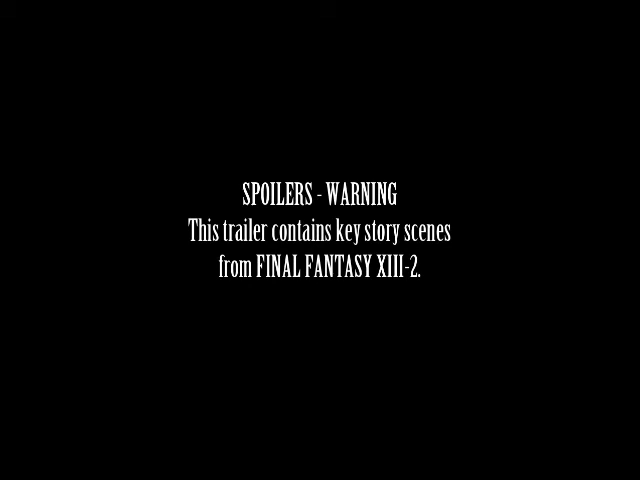 SPOILERS - WARNING
This trailer contains key story scenes
from FINAL FANTASY XIII-2.